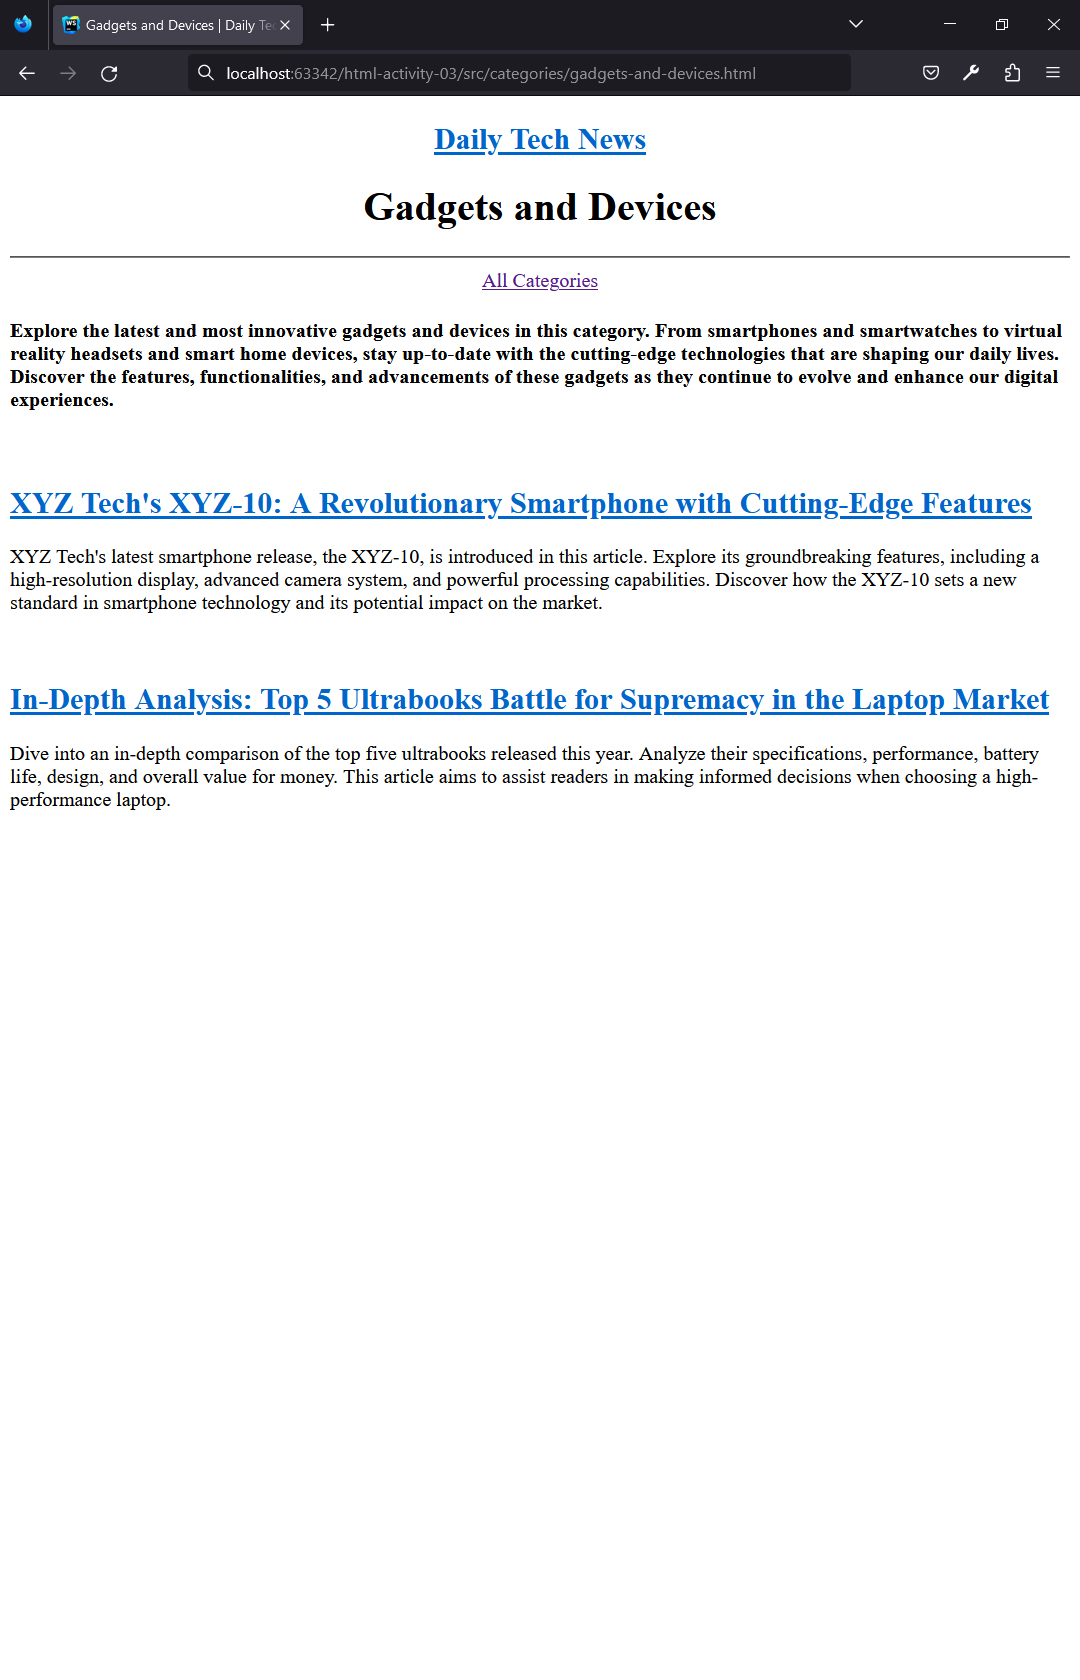 Gadgets and Devices | Daily Tec
localhost:63342/html-activity-03/src/categories/gadgets-and-devices.html
Daily Tech News
Gadgets and Devices
All Categories
Explore the latest and most innovative gadgets and devices in this category. From smartphones and smartwatches to virtual
reality headsets and smart home devices, stay up-to-date with the cutting-edge technologies that are shaping our daily lives.
Discover the features, functionalities, and advancements of these gadgets as they continue to evolve and enhance our digital
experiences.
XYZ Tech's XYZ-10: A Revolutionary Smartphone with Cutting-Edge Features
XYZ Tech's latest smartphone release, the XYZ-10, is introduced in this article. Explore its groundbreaking features, including a
high-resolution display, advanced camera system, and powerful processing capabilities. Discover how the XYZ-10 sets a new
standard in smartphone technology and its potential impact on the market.
In-Depth Analysis: Top 5 Ultrabooks Battle for Supremacy in the Laptop Market
Dive into an in-depth comparison of the top five ultrabooks released this year. Analyze their specifications, performance, battery
life, design, and overall value for money. This article aims to assist readers in making informed decisions when choosing a high-
performance laptop.